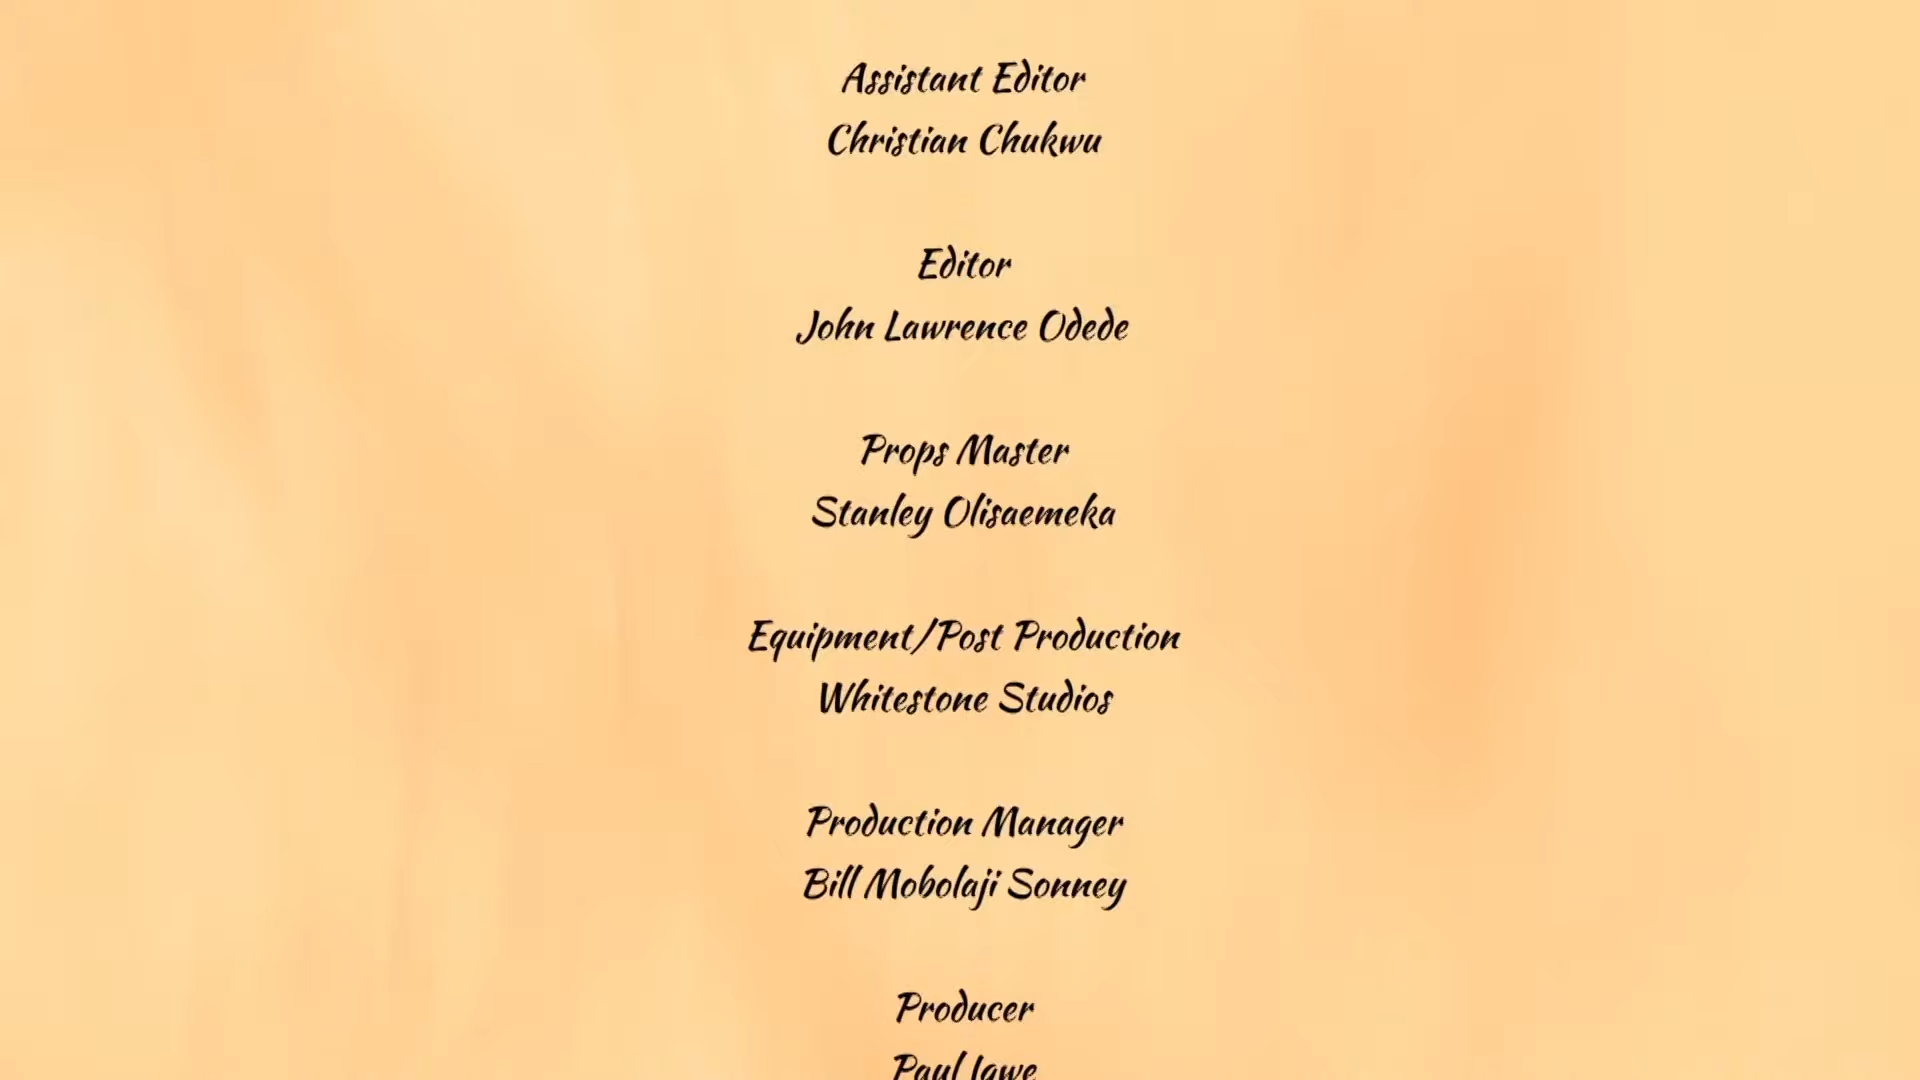 Assistant Editor
Christian Chukwu
Editor
John Lawrence Odede
Props Master
Stanley Olisaemeka
Equipment/Post Production
Whitestone Studios
Production Manager
Bill Mobolaji Sonney
Producer
Paul